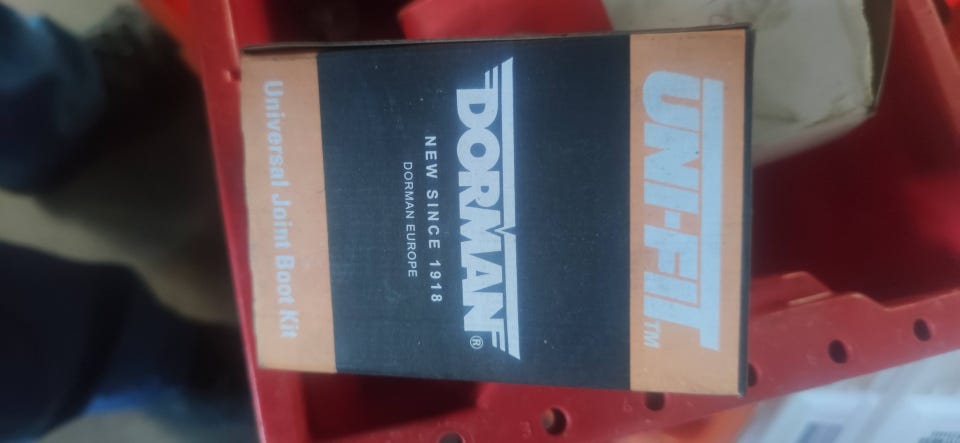 UNI-FIT™
DORMAN®
NEW SINCE 1918
DORMAN EUROPE
Universal Joint Boot Kit